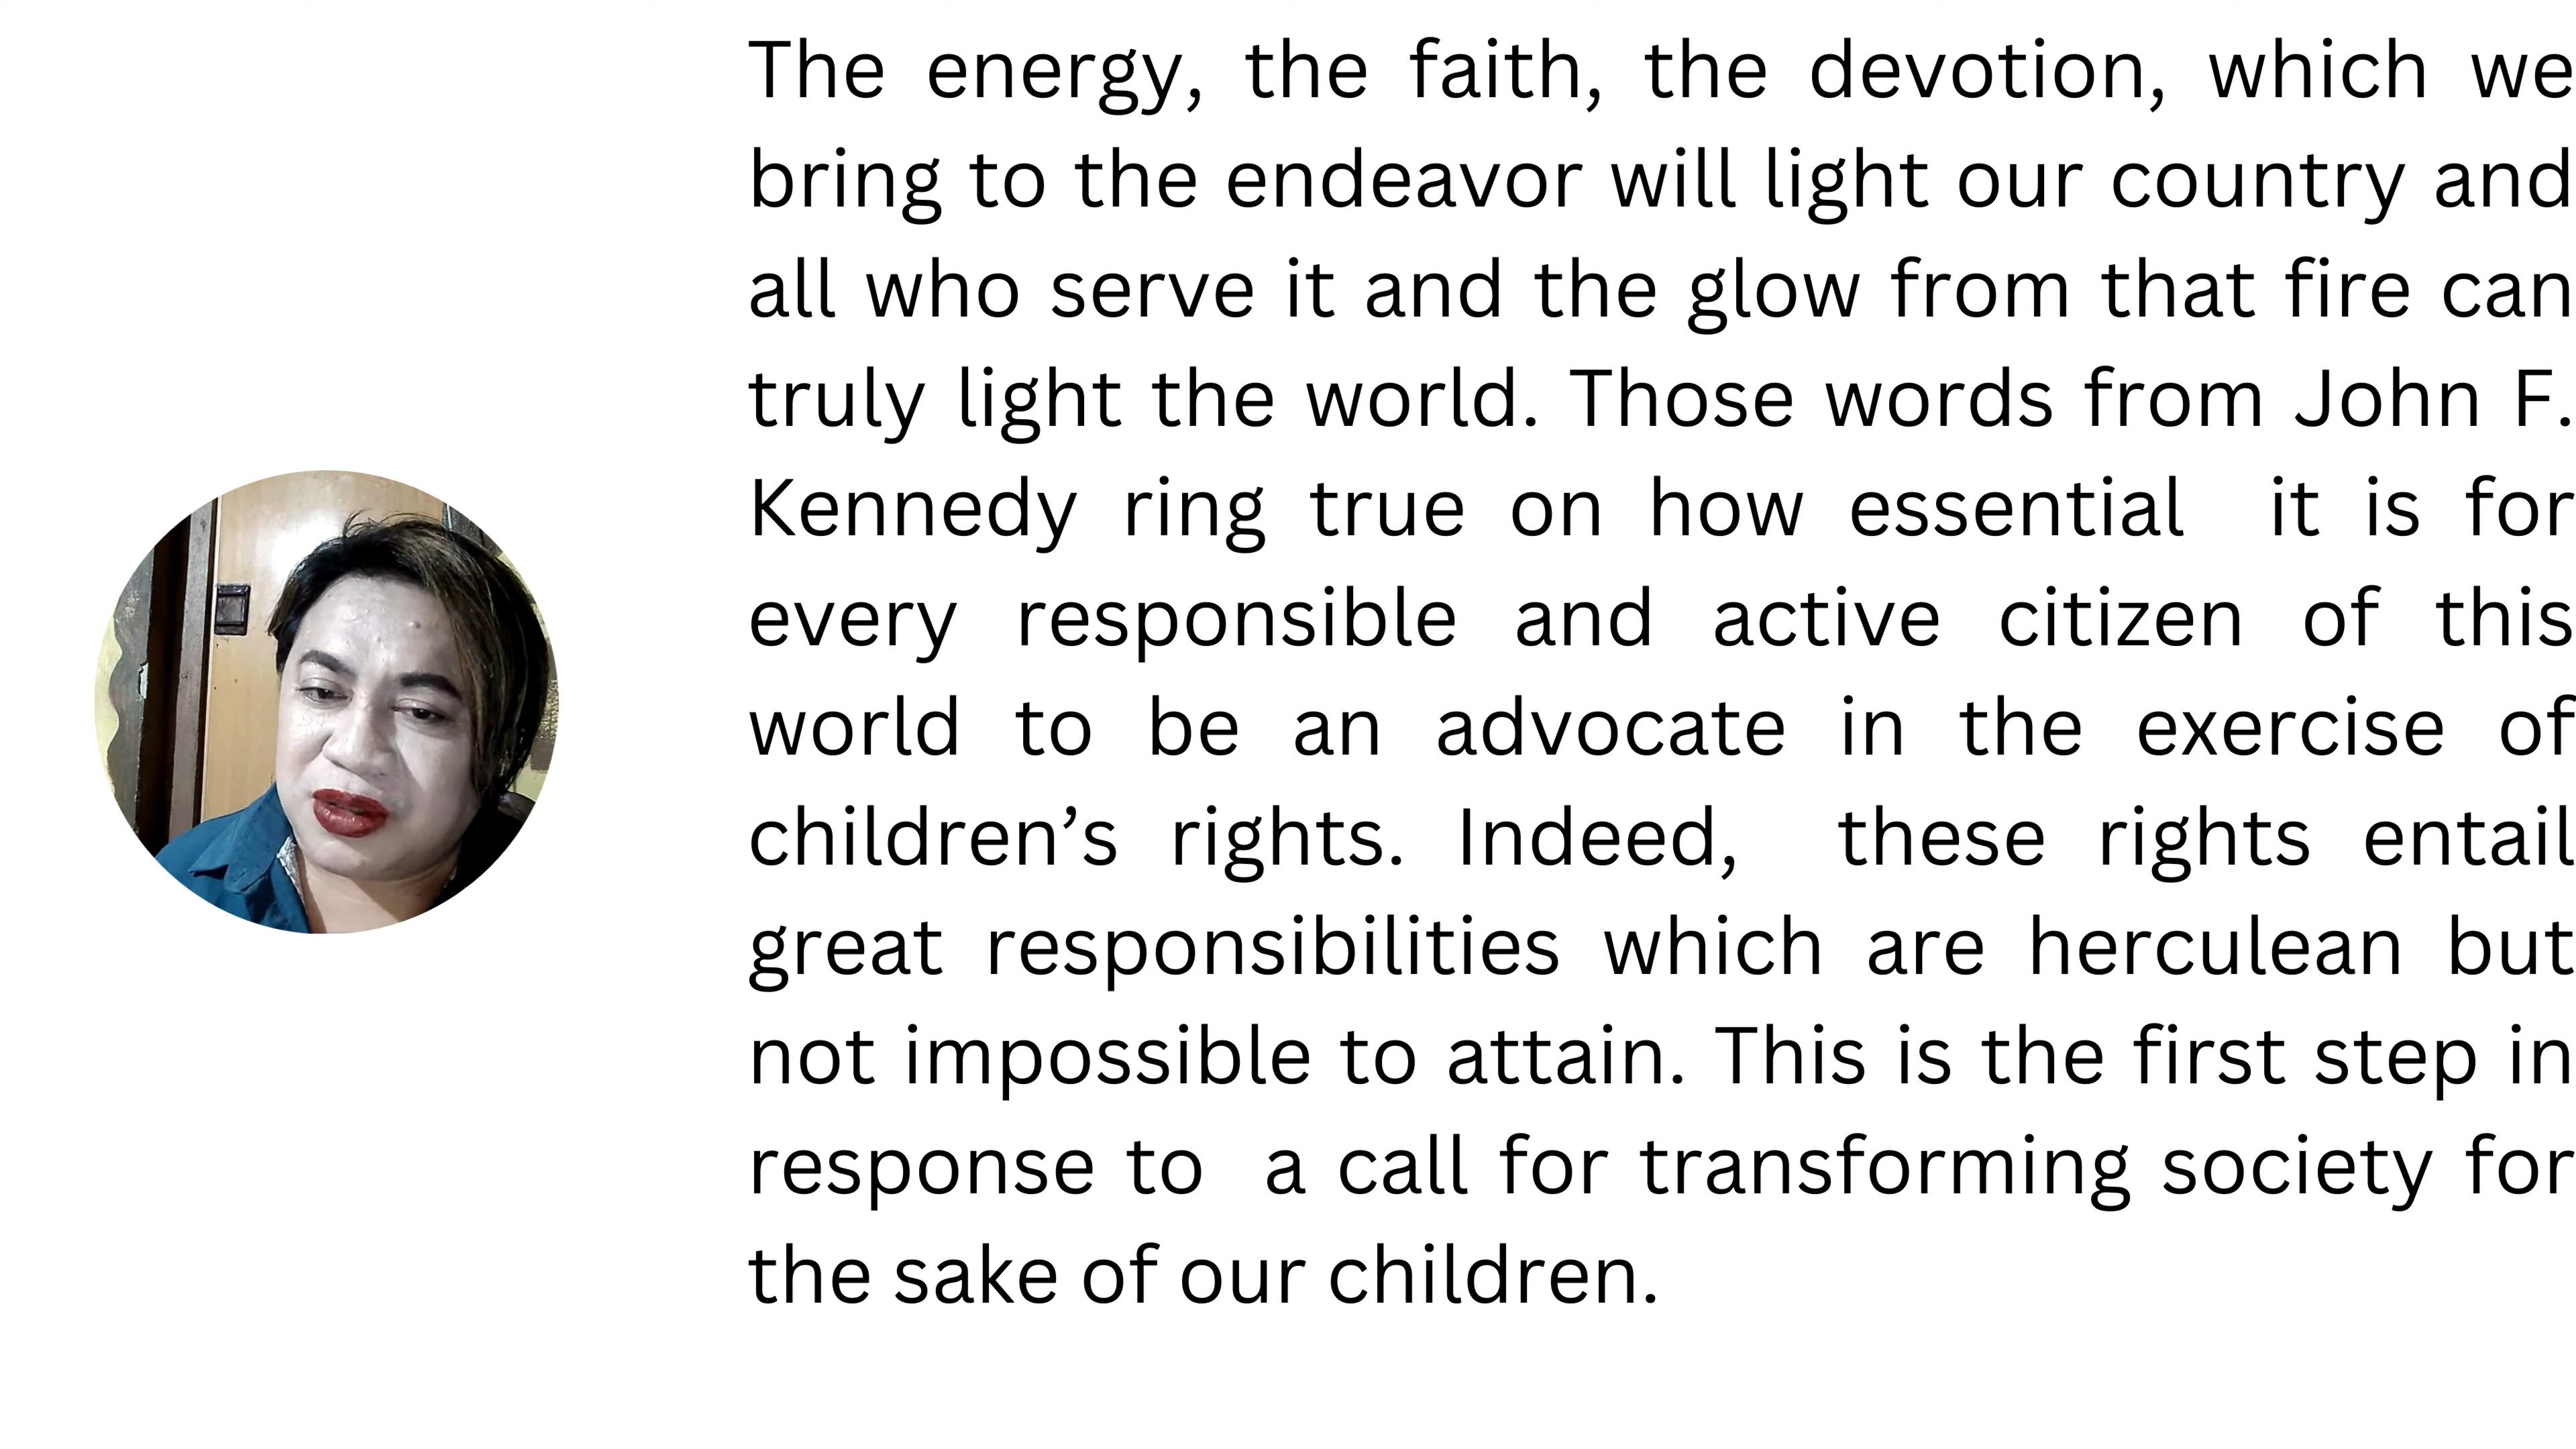 The energy, the faith, the devotion, which we
bring to the endeavor will light our country and
all who serve it and the glow from that fire can
truly light the world. Those words from John F.
Kennedy ring true on how essential  it is for
every responsible and active citizen of this
world to be an advocate in the exercise of
children’s rights. Indeed,  these rights entail
great responsibilities which are herculean but
not impossible to attain. This is the first step in
response to  a call for transforming society for
the sake of our children.